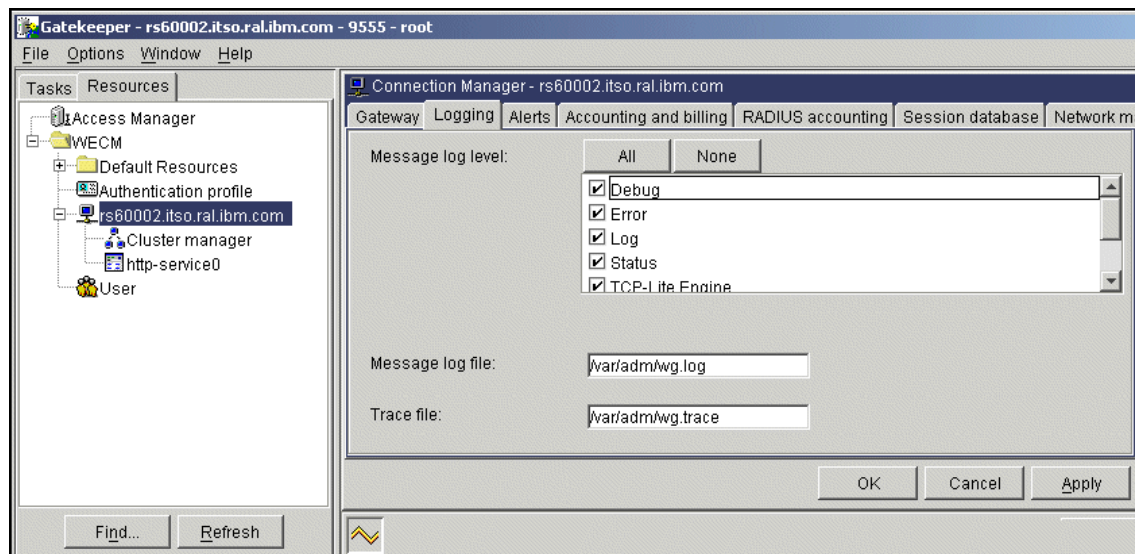 Gatekeeper - rs60002.itso.ral.ibm.com - 9555 - root
File Options Window Help
Tasks Resources
Access Manager
WECM
Default Resources
Authentication profile
rs60002.itso.ral.ibm.com
Cluster manager
http-service0
User
Find... Refresh
Connection Manager - rs60002.itso.ral.ibm.com
Gateway Logging Alerts Accounting and billing RADIUS accounting Session database Network m
Message log level: All None
Debug
Error
Log
Status
TCP-Lite Engine
Message log file: /var/adm/wg.log
Trace file: /var/adm/wg.trace
OK Cancel Apply